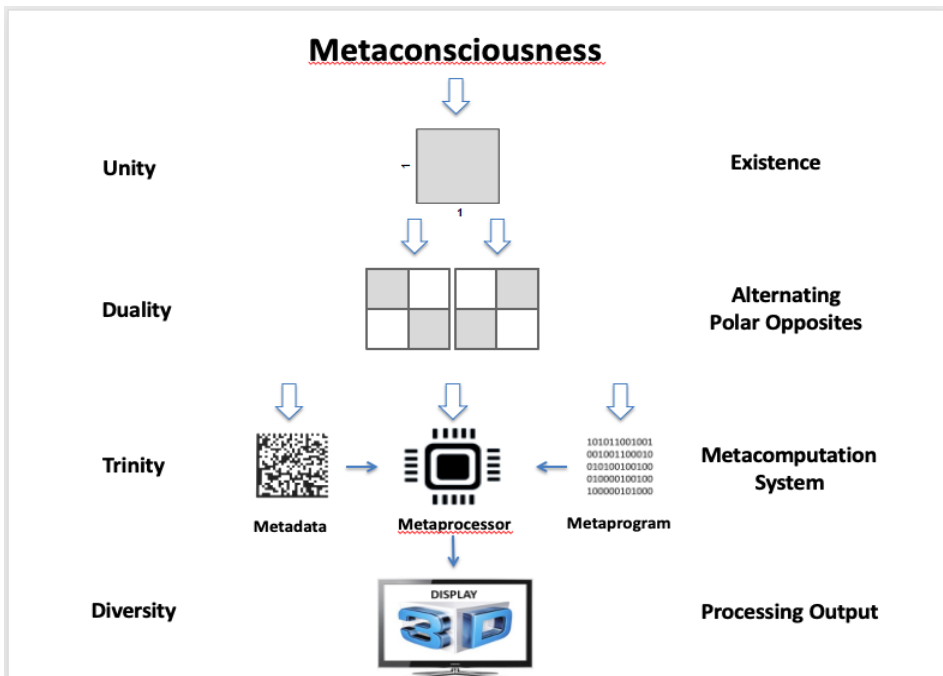 Metaconsciousness
Unity
1
1
Existence
Duality
Alternating
Polar Opposites
Trinity
101011001001
001001100010
010100100100
010000100100
100000101000
Metacomputation
System
Metadata
Metaprocessor
Metaprogram
Diversity
DISPLAY
3D
Processing Output